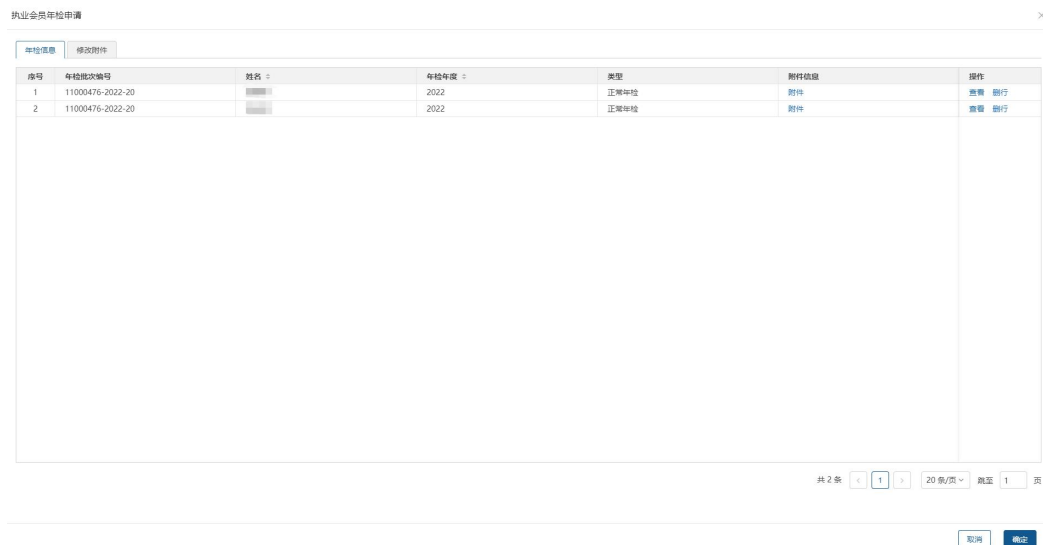 执业会员年检申请
年检信息 修改附件
序号 年检批次编号 姓名 年检年度 类型 附件信息 操作
1 11000476-2022-20 2022 正常年检 附件 查看 删行
2 11000476-2022-20 2022 正常年检 附件 查看 删行
共 2 条 < 1 > 20 条/页 跳至 1 页
取消 确定